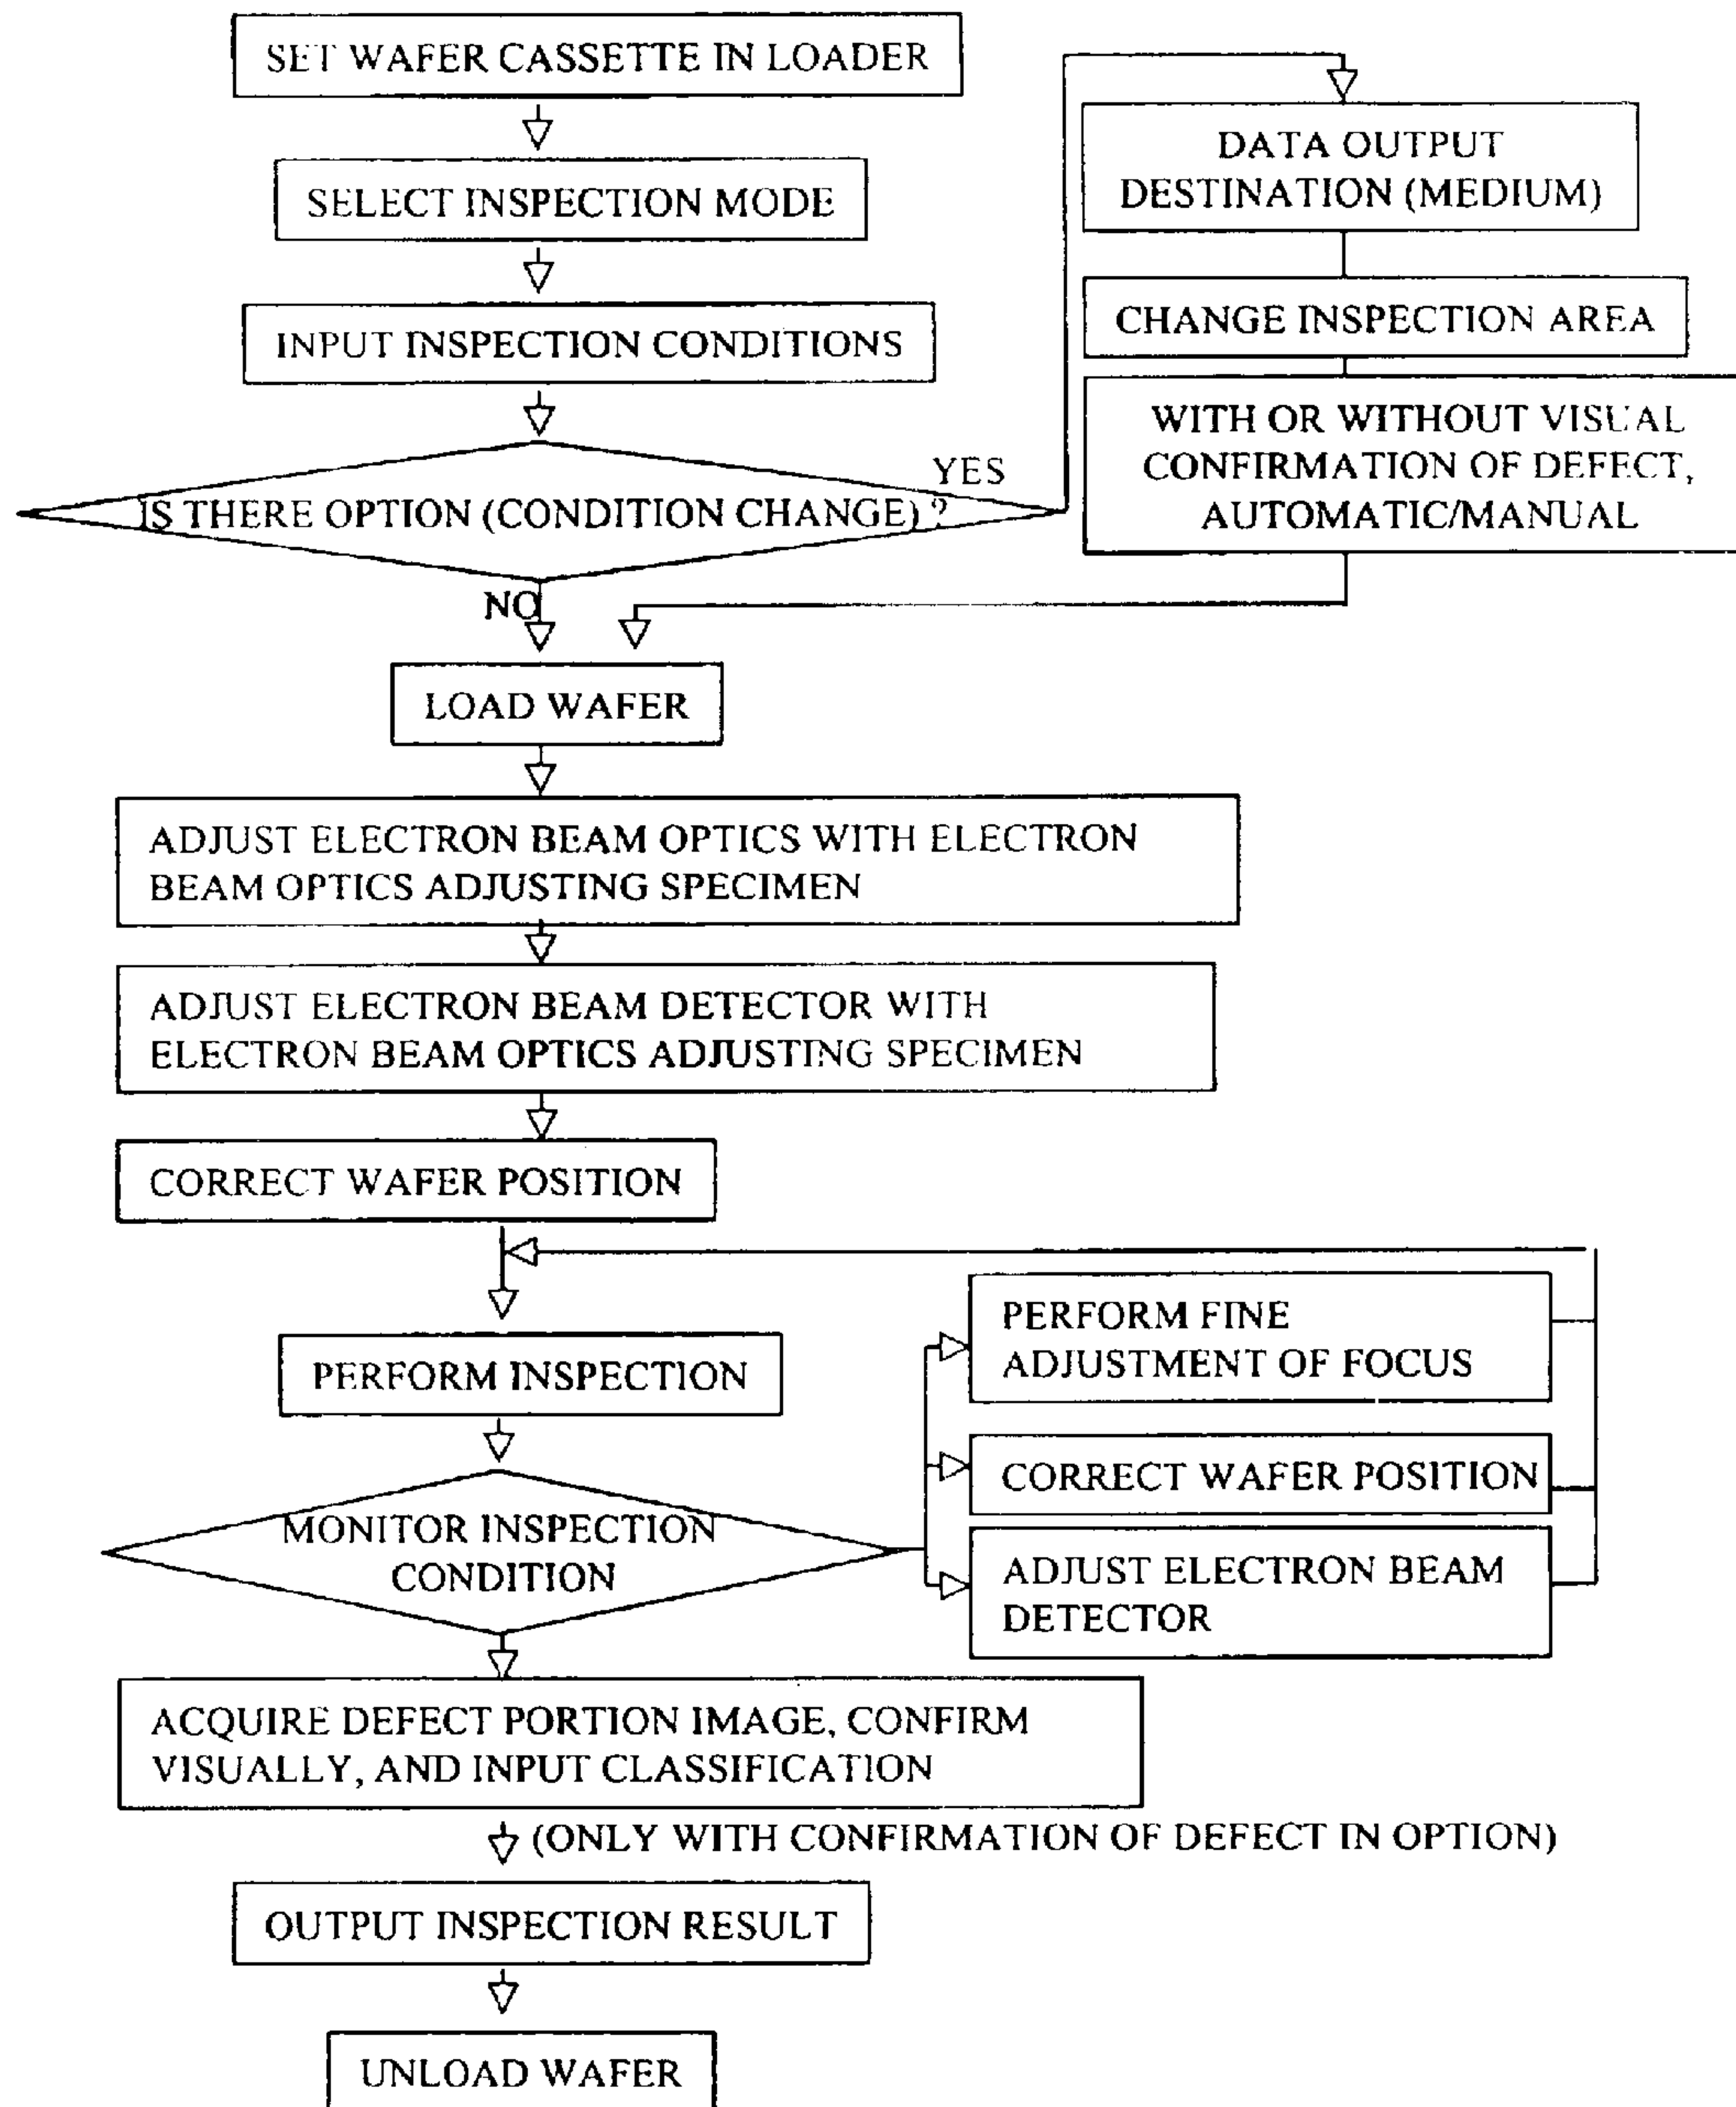 SET WAFER CASSETTE IN LOADER
SELECT INSPECTION MODE
INPUT INSPECTION CONDITIONS
IS THERE OPTION (CONDITION CHANGE) ?
YES
DATA OUTPUT
DESTINATION (MEDIUM)
CHANGE INSPECTION AREA
WITH OR WITHOUT VISUAL
CONFIRMATION OF DEFECT,
AUTOMATIC/MANUAL
NO
LOAD WAFER
ADJUST ELECTRON BEAM OPTICS WITH ELECTRON
BEAM OPTICS ADJUSTING SPECIMEN
ADJUST ELECTRON BEAM DETECTOR WITH
ELECTRON BEAM OPTICS ADJUSTING SPECIMEN
CORRECT WAFER POSITION
PERFORM INSPECTION
MONITOR INSPECTION
CONDITION
PERFORM FINE
ADJUSTMENT OF FOCUS
CORRECT WAFER POSITION
ADJUST ELECTRON BEAM
DETECTOR
ACQUIRE DEFECT PORTION IMAGE, CONFIRM
VISUALLY, AND INPUT CLASSIFICATION
(ONLY WITH CONFIRMATION OF DEFECT IN OPTION)
OUTPUT INSPECTION RESULT
UNLOAD WAFER